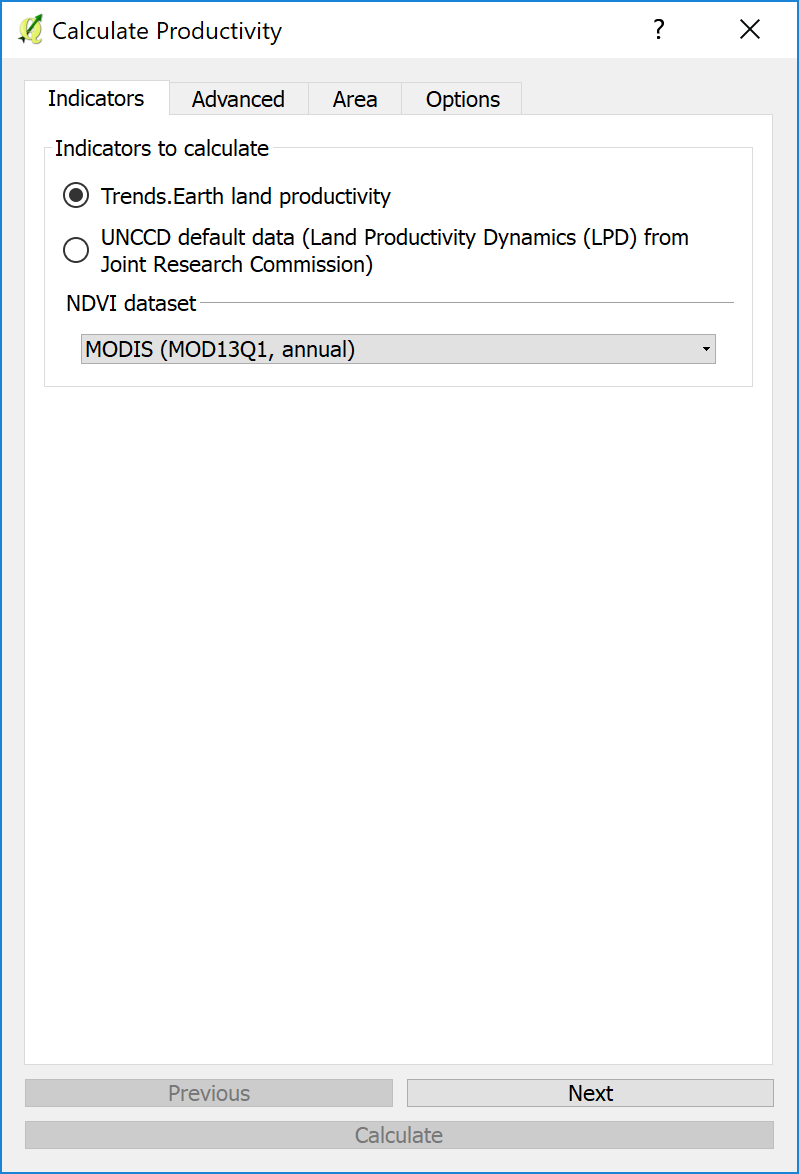 Calculate Productivity ?
Indicators Advanced Area Options
Indicators to calculate
Trends.Earth land productivity
UNCCD default data (Land Productivity Dynamics (LPD) from
Joint Research Commission)
NDVI dataset
MODIS (MOD13Q1, annual)
Previous Next
Calculate